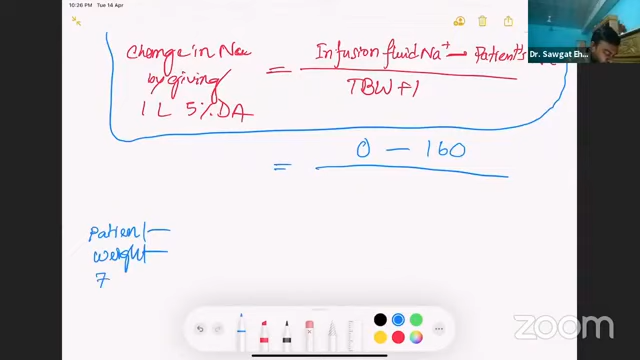 10:26 PM Tue 14 Apr
Dr. Sawgat Eh
Change in Na
by giving
1 L 5% DA
=
Infusion fluid Na+ — Patient's
TBW + 1
= 0 — 160
Patient
weight
7
zoom